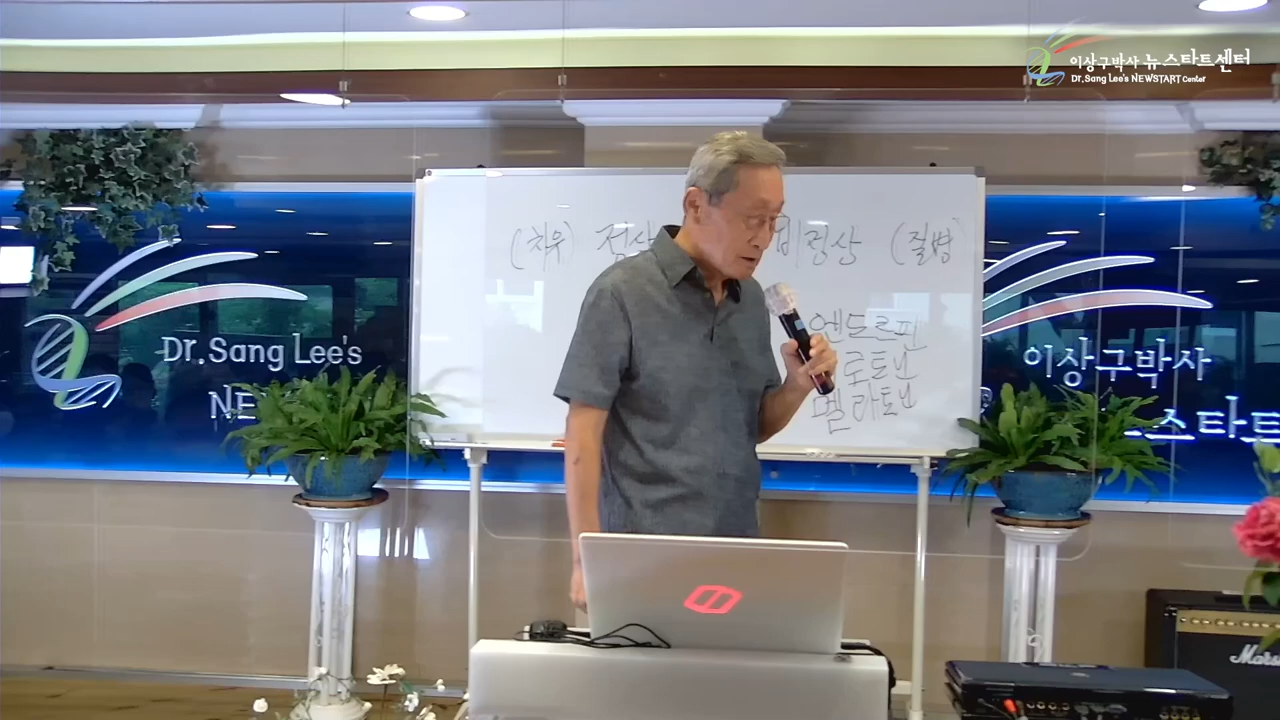 이상구박사 뉴스타트센터
Dr. Sang Lee's NEWSTART Center
(치유) 정상 비정상 (질병)
엔도르핀
로토닌
멜라토닌
Dr. Sang Lee's
NE
이상구박사
스타트
Mars